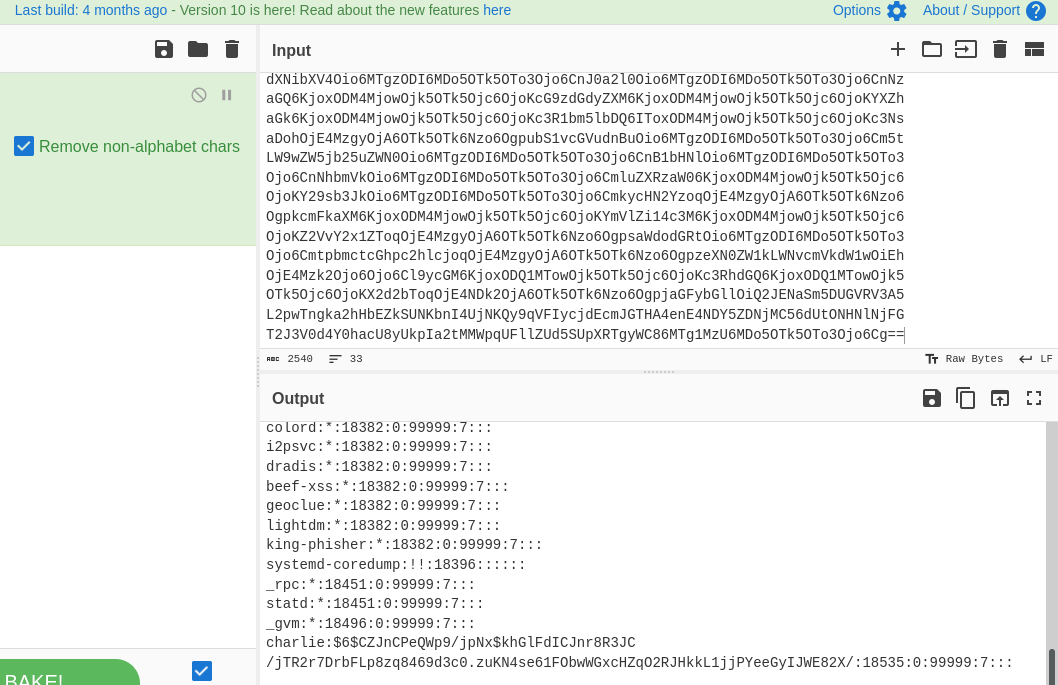 Last build: 4 months ago - Version 10 is here! Read about the new features here
Options
About / Support
Input
Remove non-alphabet chars
dXNibXV4Oio6MTgzODI6MDo5OTk5OTo3Ojo6CnJ0a2l0Oio6MTgzODI6MDo5OTk5OTo3Ojo6CnNz
aGQ6KjoxODM4MjowOjk5OTk5Ojc6OjoKcG9zdGdyZXM6KjoxODM4MjowOjk5OTk5Ojc6OjoKYXZh
aGk6KjoxODM4MjowOjk5OTk5Ojc6OjoKc3R1bm5lbDQ6IToxODM4MjowOjk5OTk5Ojc6OjoKc3Ns
aDohOjE4MzgyOjA6OTk5OTk6Nzo6OgpubS1vcGVudnBuOio6MTgzODI6MDo5OTk5OTo3Ojo6Cm5t
LW9wZW5jb25uZWN0Oio6MTgzODI6MDo5OTk5OTo3Ojo6CnB1bHNlOio6MTgzODI6MDo5OTk5OTo3
Ojo6CnNhbmVkOio6MTgzODI6MDo5OTk5OTo3Ojo6CmluZXRzaW06KjoxODM4MjowOjk5OTk5Ojc6
OjoKY29sb3JkOio6MTgzODI6MDo5OTk5OTo3Ojo6CmkycHN2YzoqOjE4MzgyOjA6OTk5OTk6Nzo6
OgpkcmFkaXM6KjoxODM4MjowOjk5OTk5Ojc6OjoKYmVlZi14c3M6KjoxODM4MjowOjk5OTk5Ojc6
OjoKZ2VvY2x1ZToqOjE4MzgyOjA6OTk5OTk6Nzo6OgpsaWdodGRtOio6MTgzODI6MDo5OTk5OTo3
Ojo6CmtpbmctcGhpc2hlcjoqOjE4MzgyOjA6OTk5OTk6Nzo6OgpzeXN0ZW1kLWNvcmVkdW1wOiEh
OjE4Mzk2Ojo6Ojo6Cl9ycGM6KjoxODQ1MTowOjk5OTk5Ojc6OjoKc3RhdGQ6KjoxODQ1MTowOjk5
OTk5Ojc6OjoKX2d2bToqOjE4NDk2OjA6OTk5OTk6Nzo6OgpjaGFybGllOiQ2JENaSm5DUGVRV3A5
L2pwTngka2hHbEZkSUNKbnI4UjNKQy9qVFIycjdEcmJGTHA4enE4NDY5ZDNjMC56dUtONHNlNjFG
T2J3V0d4Y0hacU8yUkpIa2tMMWpqUFllZUd5SUpXRTgyWC86MTg1MzU6MDo5OTk5OTo3Ojo6Cg==
2540
33
Raw Bytes
LF
Output
colord:*:18382:0:99999:7:::
i2psvc:*:18382:0:99999:7:::
dradis:*:18382:0:99999:7:::
beef-xss:*:18382:0:99999:7:::
geoclue:*:18382:0:99999:7:::
lightdm:*:18382:0:99999:7:::
king-phisher:*:18382:0:99999:7:::
systemd-coredump:!!:18396::::::
_rpc:*:18451:0:99999:7:::
statd:*:18451:0:99999:7:::
_gvm:*:18496:0:99999:7:::
charlie:$6$CZJnCPeQWp9/jpNx$khGlFdICJnr8R3JC
/jTR2r7DrbFLp8zq8469d3c0.zuKN4se61FObwWGxcHZqO2RJHkkL1jjPYeeGyIJWE82X/:18535:0:99999:7:::
BAKE!